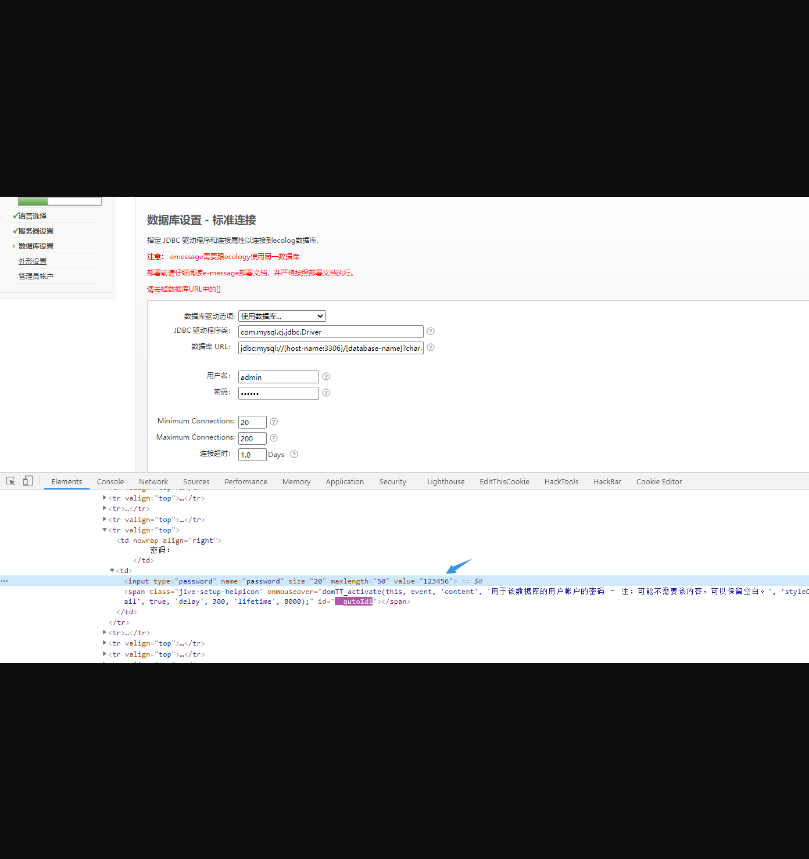 ✔语言选择
✔服务器设置
数据库设置
外形设置
管理员帐户
数据库设置 - 标准连接
指定 JDBC 驱动程序和连接属性以连接到ecolog数据库.
注意： emessage需要跟ecology使用同一数据库
部署前请仔细阅读e-message部署文档，并严格按照部署文档执行。
请去掉数据库URL中的[]
数据库驱动选项: 使用数据库...
JDBC 驱动程序类: com.mysql.cj.jdbc.Driver ?
数据库 URL: jdbc:mysql://[host-name:3306]/[database-name]?char ?
用户名: admin ?
密码: •••••• ?
Minimum Connections: 20 ?
Maximum Connections: 200 ?
连接超时: 1.0 Days ?
Elements Console Network Sources Performance Memory Application Security Lighthouse EditThisCookie HackTools HackBar Cookie Editor
<tr valign="top">…</tr>
<tr>…</tr>
<tr valign="top">…</tr>
<tr valign="top">
<td nowrap align="right">
密码:
</td>
<td>
… <input type="password" name="password" size="20" maxlength="50" value="123456"> == $0
<span class="jive-setup-helpicon" onmouseover="domTT_activate(this, event, 'content', '用于该数据库的用户帐户的密码 - 注：可能不需要该内容，可以保留空白。', 'styleC
ail', true, 'delay', 300, 'lifetime', 8000);" id="__autoId4"></span>
</td>
</tr>
<tr>…</tr>
<tr valign="top">…</tr>
<tr valign="top">…</tr>